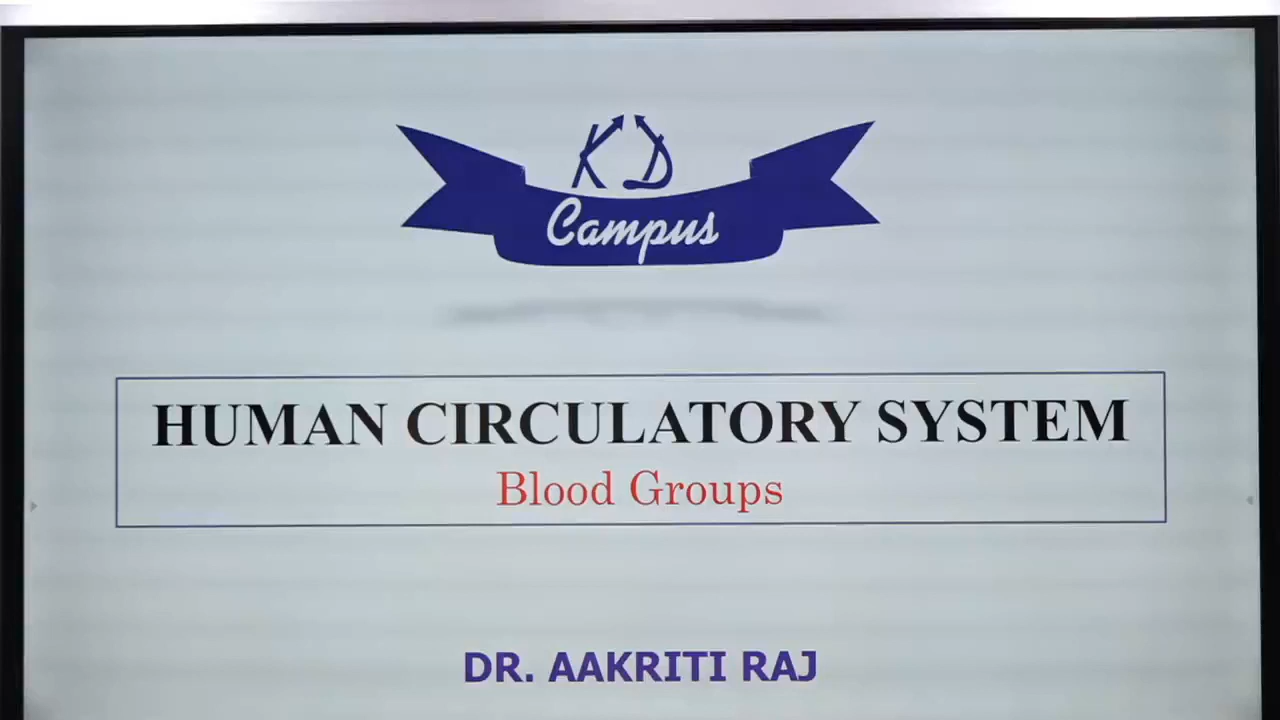 KD
Campus
HUMAN CIRCULATORY SYSTEM
Blood Groups
DR. AAKRITI RAJ